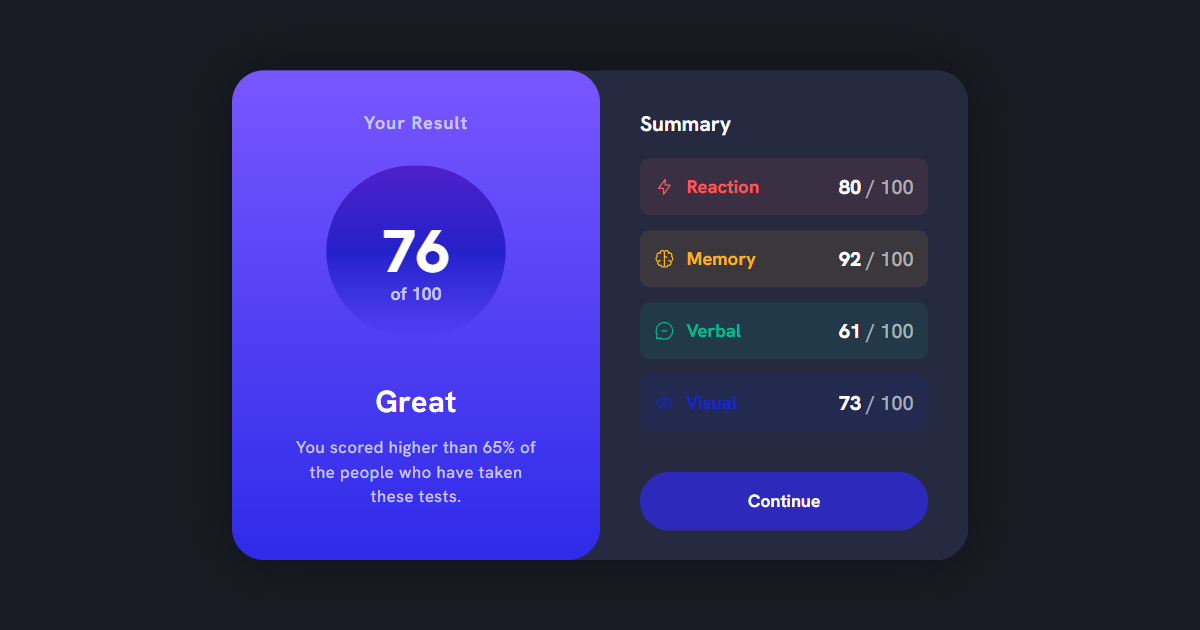 Your Result
76
of 100
Great
You scored higher than 65% of
the people who have taken
these tests.
Summary
Reaction 80 / 100
Memory 92 / 100
Verbal 61 / 100
Visual 73 / 100
Continue